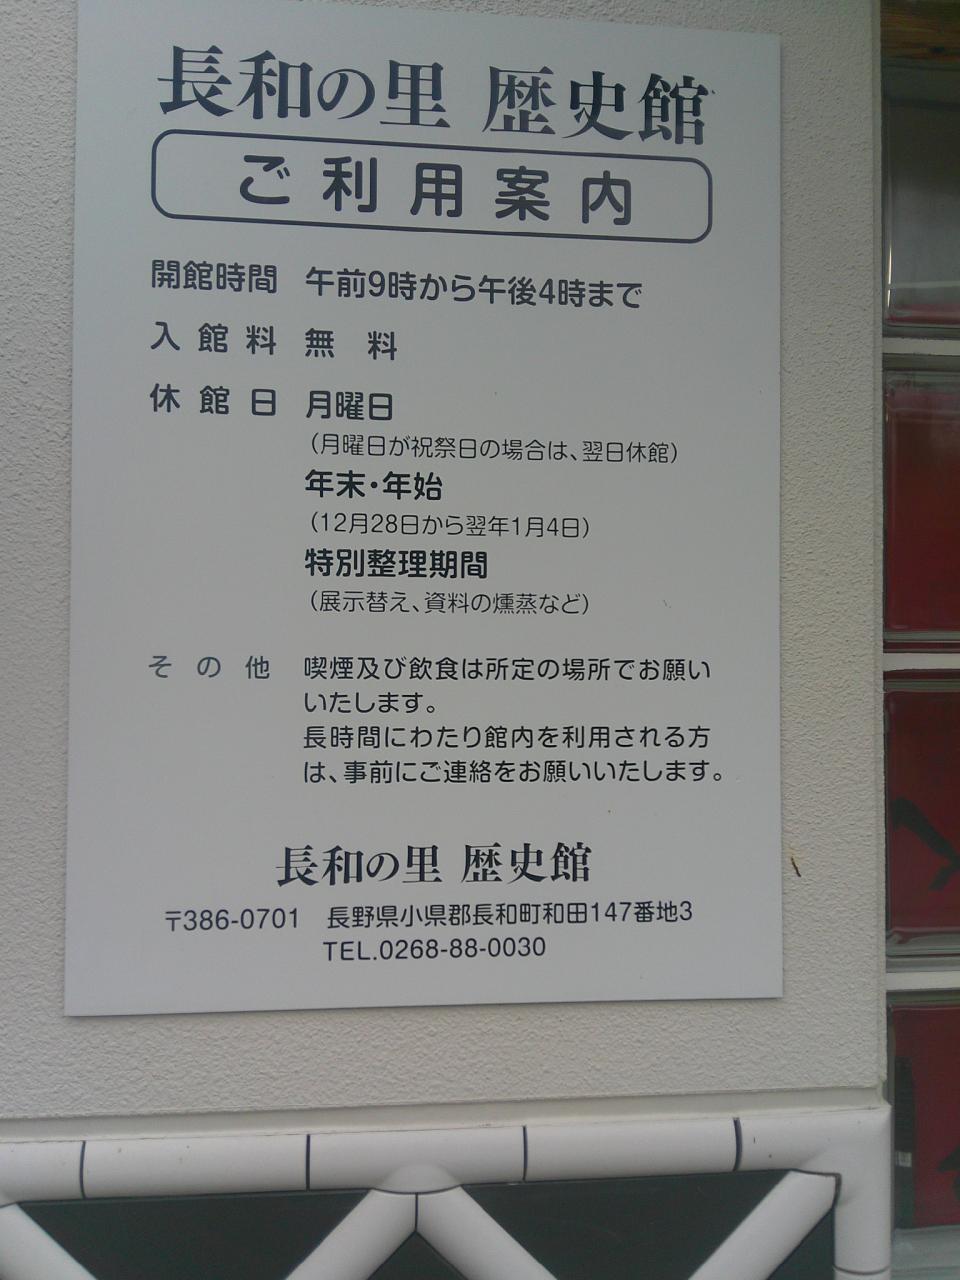 長和の里 歴史館
ご利用案内
開館時間 午前9時から午後4時まで
入館料 無料
休館日 月曜日
（月曜日が祝祭日の場合は、翌日休館）
年末・年始
（12月28日から翌年1月4日）
特別整理期間
（展示替え、資料の燻蒸など）
その他 喫煙及び飲食は所定の場所でお願い
いたします。
長時間にわたり館内を利用される方
は、事前にご連絡をお願いいたします。
長和の里 歴史館
〒386-0701 長野県小県郡長和町和田147番地3
TEL.0268-88-0030